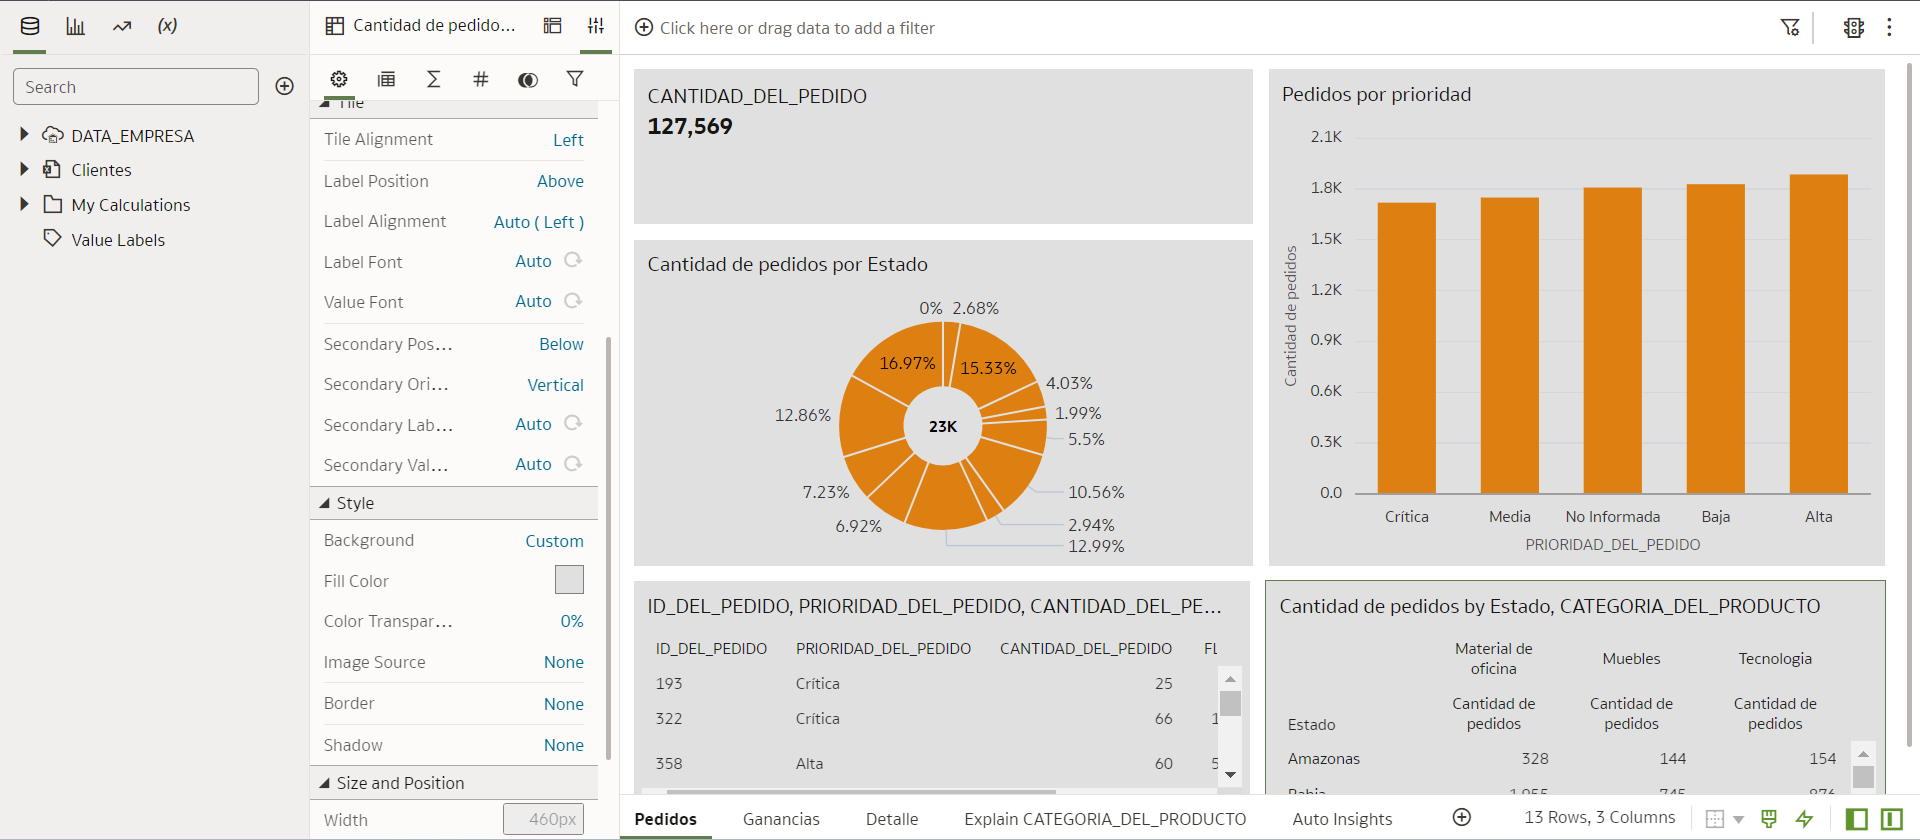 (x)
Search
DATA_EMPRESA
Clientes
My Calculations
Value Labels
Cantidad de pedido...
Tile
Tile Alignment Left
Label Position Above
Label Alignment Auto ( Left )
Label Font Auto
Value Font Auto
Secondary Pos... Below
Secondary Ori... Vertical
Secondary Lab... Auto
Secondary Val... Auto
Style
Background Custom
Fill Color
Color Transpar... 0%
Image Source None
Border None
Shadow None
Size and Position
Width 460px
Click here or drag data to add a filter
CANTIDAD_DEL_PEDIDO
127,569
Cantidad de pedidos por Estado
0% 2.68%
16.97% 15.33%
4.03%
12.86% 1.99%
23K
5.5%
7.23% 10.56%
6.92% 2.94%
12.99%
Pedidos por prioridad
2.1K
1.8K
1.5K
1.2K
0.9K
0.6K
0.3K
0.0
Cantidad de pedidos
Crítica Media No Informada Baja Alta
PRIORIDAD_DEL_PEDIDO
ID_DEL_PEDIDO, PRIORIDAD_DEL_PEDIDO, CANTIDAD_DEL_PE...
ID_DEL_PEDIDO PRIORIDAD_DEL_PEDIDO CANTIDAD_DEL_PEDIDO FL
193 Crítica 25
322 Crítica 66 1
358 Alta 60 5
Cantidad de pedidos by Estado, CATEGORIA_DEL_PRODUCTO
Material de oficina Muebles Tecnologia
Estado Cantidad de pedidos Cantidad de pedidos Cantidad de pedidos
Amazonas 328 144 154
Bahia 1,055 745 876
Pedidos Ganancias Detalle Explain CATEGORIA_DEL_PRODUCTO Auto Insights 13 Rows, 3 Columns